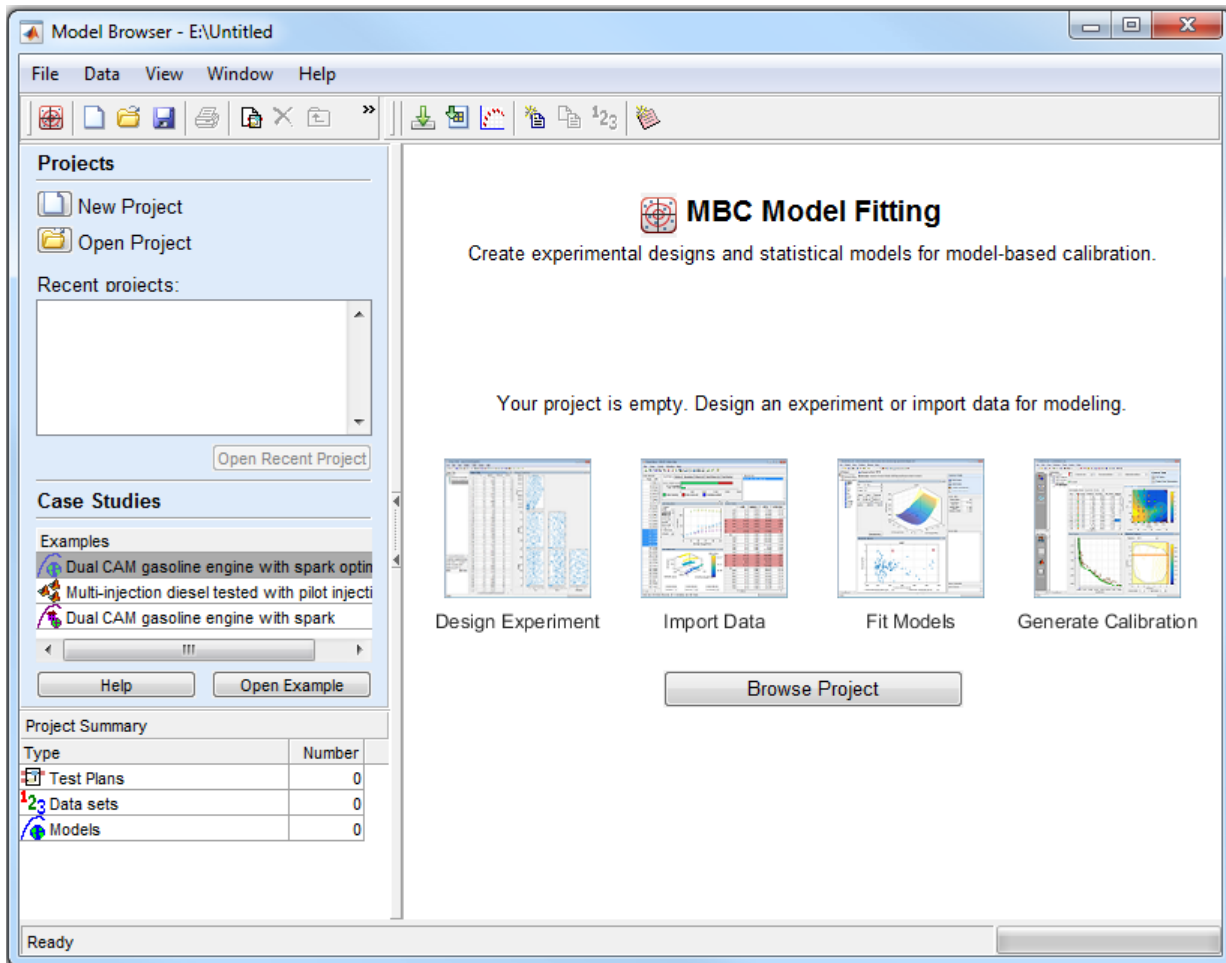 Model Browser - E:\Untitled
File Data View Window Help
»
Projects
New Project
Open Project
Recent projects:
Open Recent Project
Case Studies
Examples
Dual CAM gasoline engine with spark optin
Multi-injection diesel tested with pilot injecti
Dual CAM gasoline engine with spark
Help Open Example
Project Summary
Type Number
Test Plans 0
Data sets 0
Models 0
MBC Model Fitting
Create experimental designs and statistical models for model-based calibration.
Your project is empty. Design an experiment or import data for modeling.
Design Experiment Import Data Fit Models Generate Calibration
Browse Project
Ready